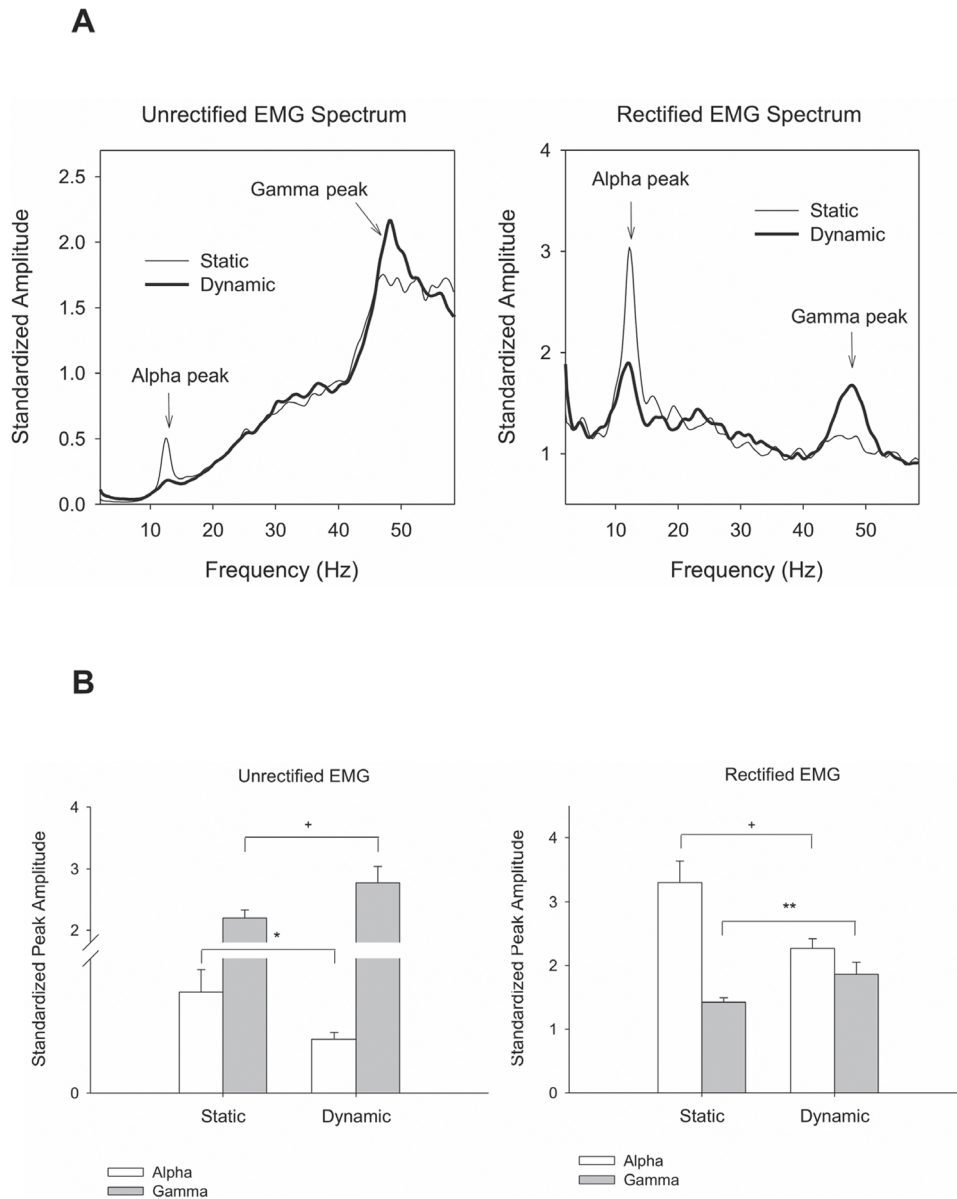 A
Unrectified EMG Spectrum
Standardized Amplitude
2.5
2.0
1.5
1.0
0.5
0.0
Gamma peak
Static
Dynamic
Alpha peak
10 20 30 40 50
Frequency (Hz)
Rectified EMG Spectrum
Standardized Amplitude
4
3
2
1
Alpha peak
Static
Dynamic
Gamma peak
10 20 30 40 50
Frequency (Hz)
B
Unrectified EMG
Standardized Peak Amplitude
4
3
2
0
+
*
Static Dynamic
Alpha
Gamma
Rectified EMG
Standardized Peak Amplitude
4
3
2
1
0
+
**
Static Dynamic
Alpha
Gamma